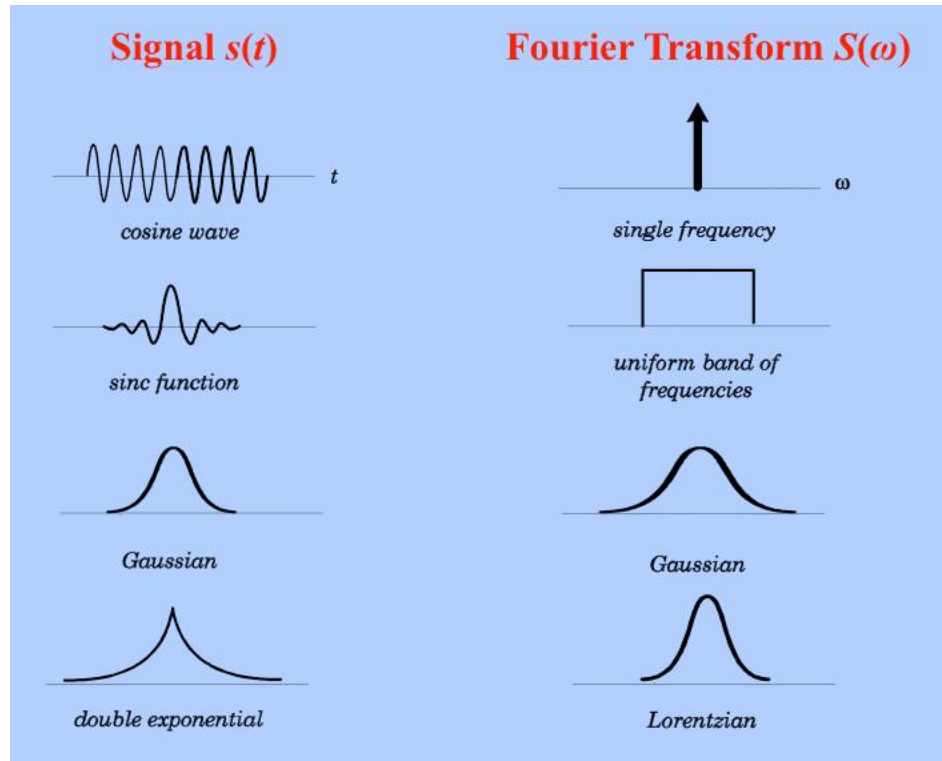 Signal s(t)
Fourier Transform S(ω)
t
ω
cosine wave
single frequency
sinc function
uniform band of
frequencies
Gaussian
Gaussian
double exponential
Lorentzian